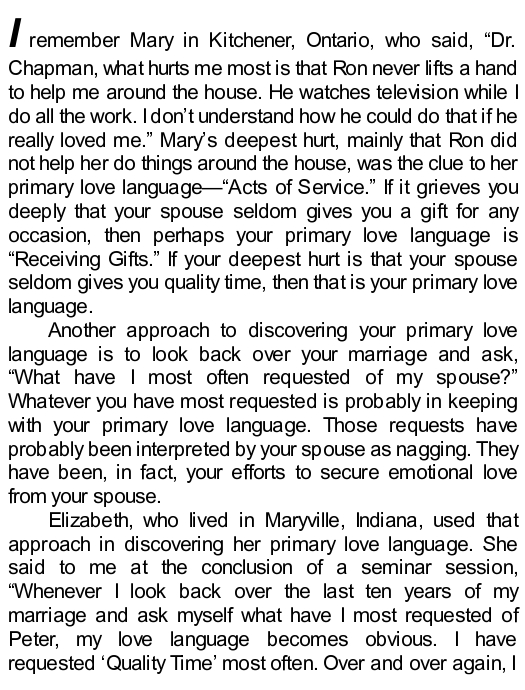 I remember Mary in Kitchener, Ontario, who said, “Dr.
Chapman, what hurts me most is that Ron never lifts a hand
to help me around the house. He watches television while I
do all the work. I don’t understand how he could do that if he
really loved me.” Mary’s deepest hurt, mainly that Ron did
not help her do things around the house, was the clue to her
primary love language—“Acts of Service.” If it grieves you
deeply that your spouse seldom gives you a gift for any
occasion, then perhaps your primary love language is
“Receiving Gifts.” If your deepest hurt is that your spouse
seldom gives you quality time, then that is your primary love
language.
Another approach to discovering your primary love
language is to look back over your marriage and ask,
“What have I most often requested of my spouse?”
Whatever you have most requested is probably in keeping
with your primary love language. Those requests have
probably been interpreted by your spouse as nagging. They
have been, in fact, your efforts to secure emotional love
from your spouse.
Elizabeth, who lived in Maryville, Indiana, used that
approach in discovering her primary love language. She
said to me at the conclusion of a seminar session,
“Whenever I look back over the last ten years of my
marriage and ask myself what have I most requested of
Peter, my love language becomes obvious. I have
requested ‘Quality Time’ most often. Over and over again, I